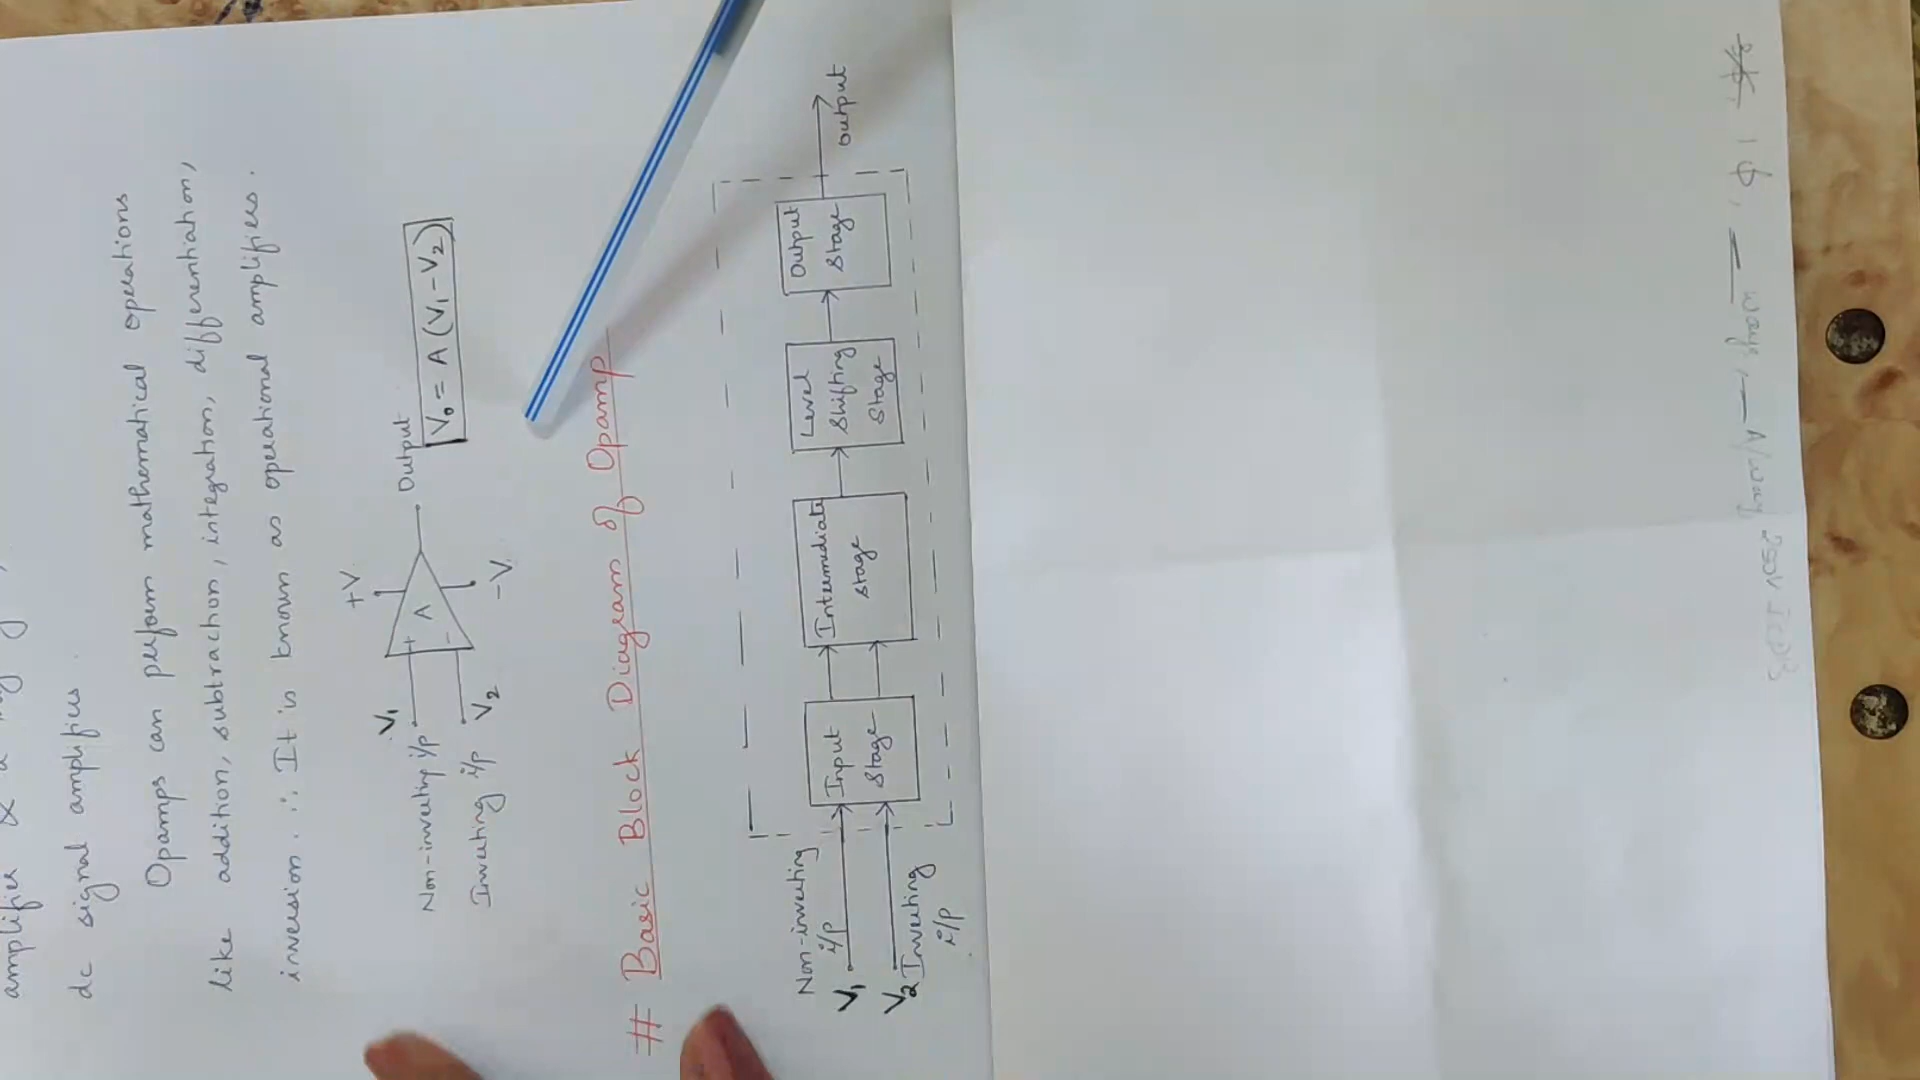 amplifier &
dc signal amplifies.
Opamps can perform mathematical operations
like addition, subtraction, integration, differentiation,
inversion. ∴ It is known as operational amplifiers.
+V
V1
Non-inverting i/p
+
A
-
Output
V0 = A (V1 - V2)
V2
Inverting i/p
-V
# Basic Block Diagram of Opamp
Non-inverting
i/p
V1
V2 Inverting
i/p
Input
Stage
Intermediate
Stage
Level
Shifting
Stage
Output
Stage
Output